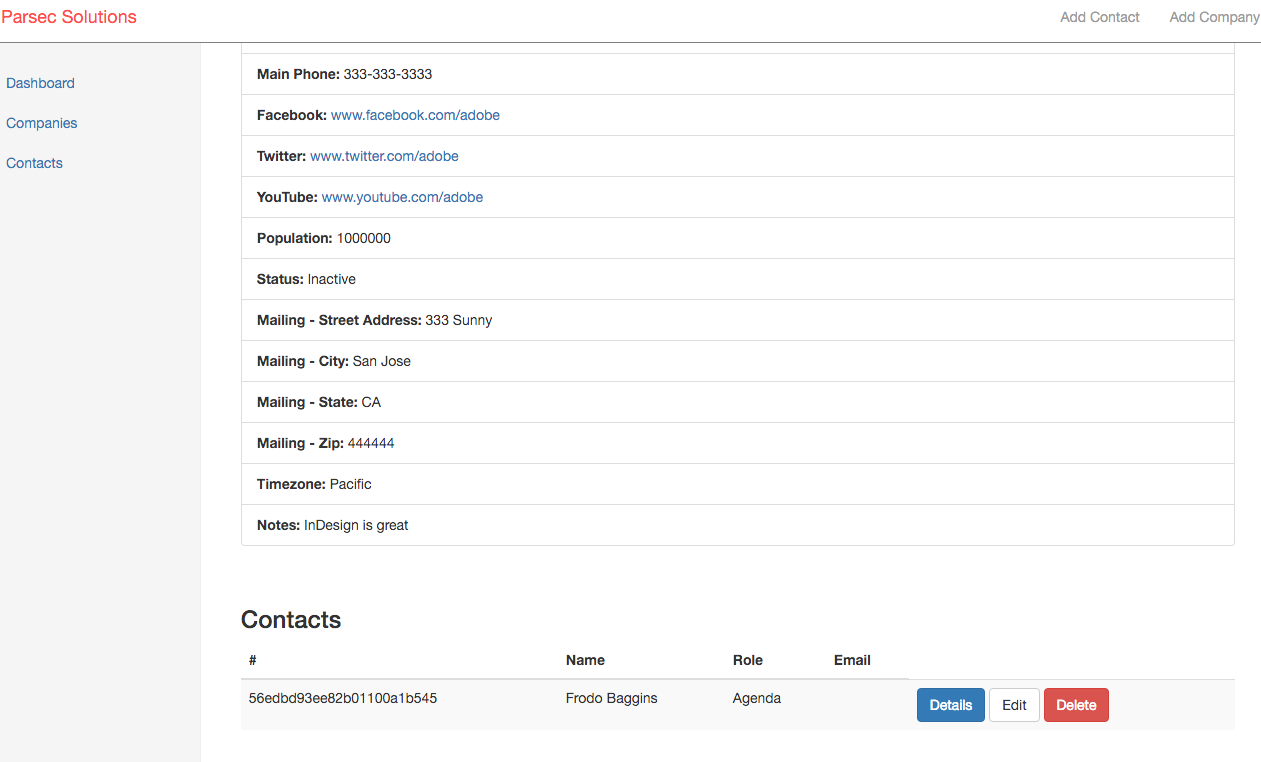 Parsec Solutions Add Contact Add Company
Dashboard
Companies
Contacts
Main Phone: 333-333-3333
Facebook: www.facebook.com/adobe
Twitter: www.twitter.com/adobe
YouTube: www.youtube.com/adobe
Population: 1000000
Status: Inactive
Mailing - Street Address: 333 Sunny
Mailing - City: San Jose
Mailing - State: CA
Mailing - Zip: 444444
Timezone: Pacific
Notes: InDesign is great
Contacts
# Name Role Email
56edbd93ee82b01100a1b545 Frodo Baggins Agenda Details Edit Delete